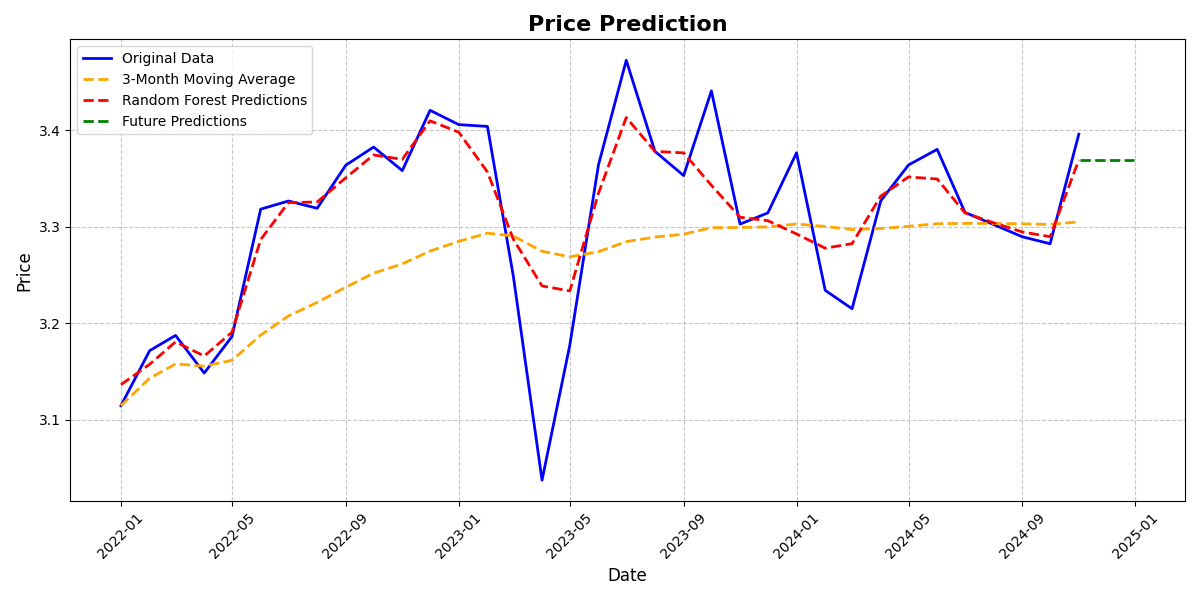 Price Prediction
Original Data
3-Month Moving Average
Random Forest Predictions
Future Predictions
Price
3.4
3.3
3.2
3.1
2022-01
2022-05
2022-09
2023-01
2023-05
2023-09
2024-01
2024-05
2024-09
2025-01
Date